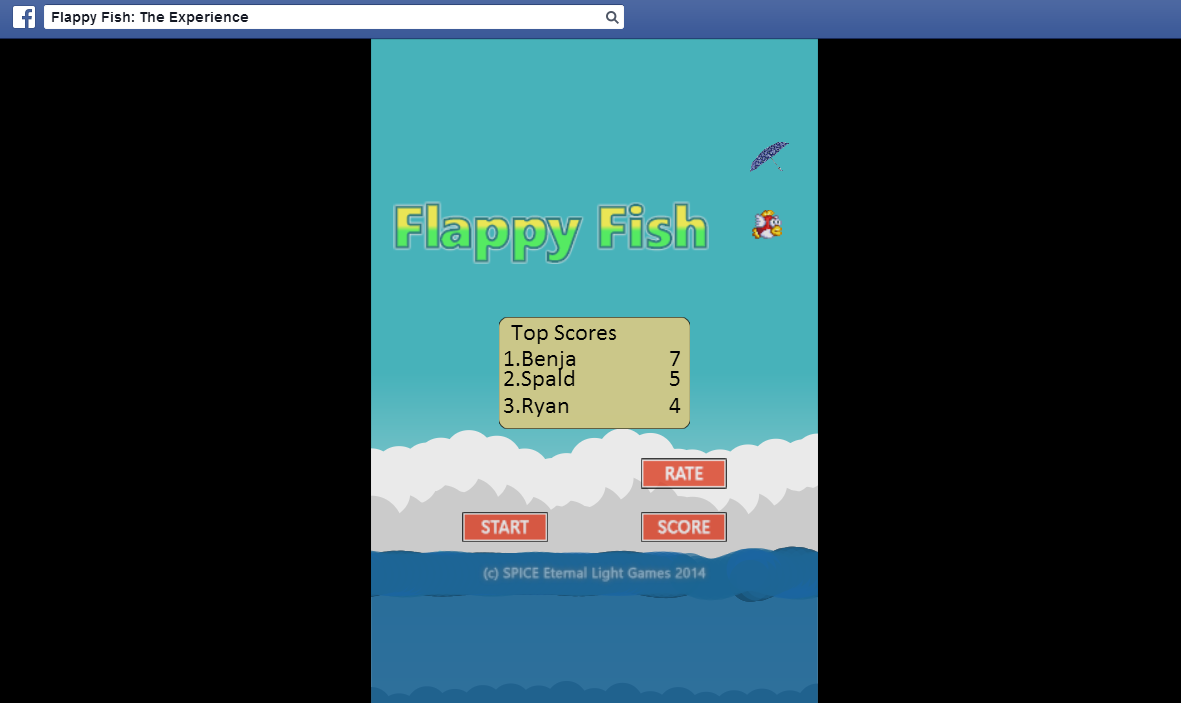 Flappy Fish: The Experience
Flappy Fish
Top Scores
1.Benja 7
2.Spald 5
3.Ryan 4
RATE
START SCORE
(c) SPICE Eternal Light Games 2014